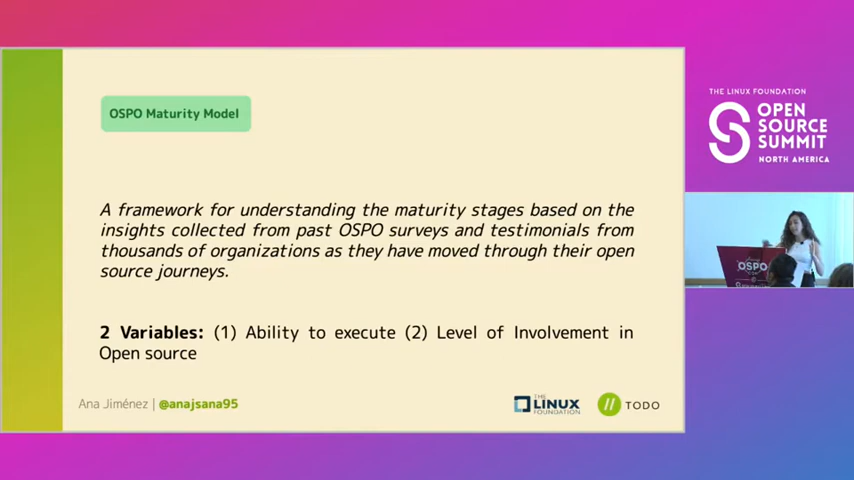 OSPO Maturity Model
A framework for understanding the maturity stages based on the
insights collected from past OSPO surveys and testimonials from
thousands of organizations as they have moved through their open
source journeys.
2 Variables: (1) Ability to execute (2) Level of Involvement in
Open source
Ana Jiménez | @anajsana95
THE
LINUX
FOUNDATION
TODO
THE LINUX FOUNDATION
OPEN
SOURCE
SUMMIT
NORTH AMERICA
OSPO